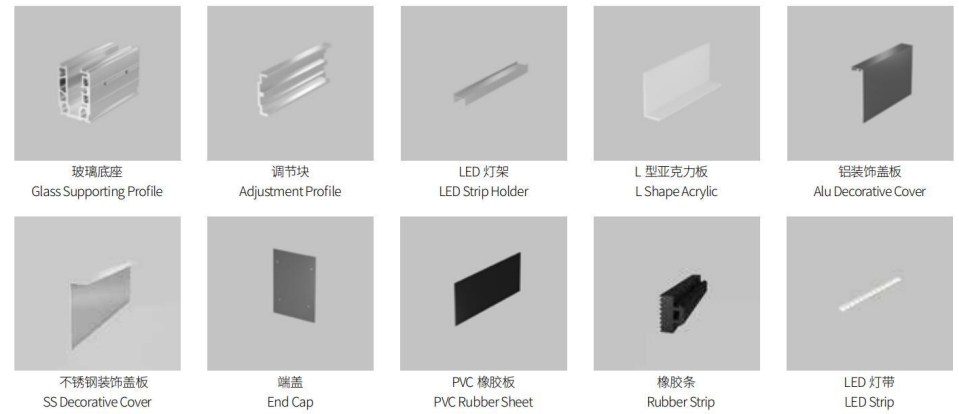 玻璃底座
Glass Supporting Profile
调节块
Adjustment Profile
LED 灯架
LED Strip Holder
L 型亚克力板
L Shape Acrylic
铝装饰盖板
Alu Decorative Cover
不锈钢装饰盖板
SS Decorative Cover
端盖
End Cap
PVC 橡胶板
PVC Rubber Sheet
橡胶条
Rubber Strip
LED 灯带
LED Strip